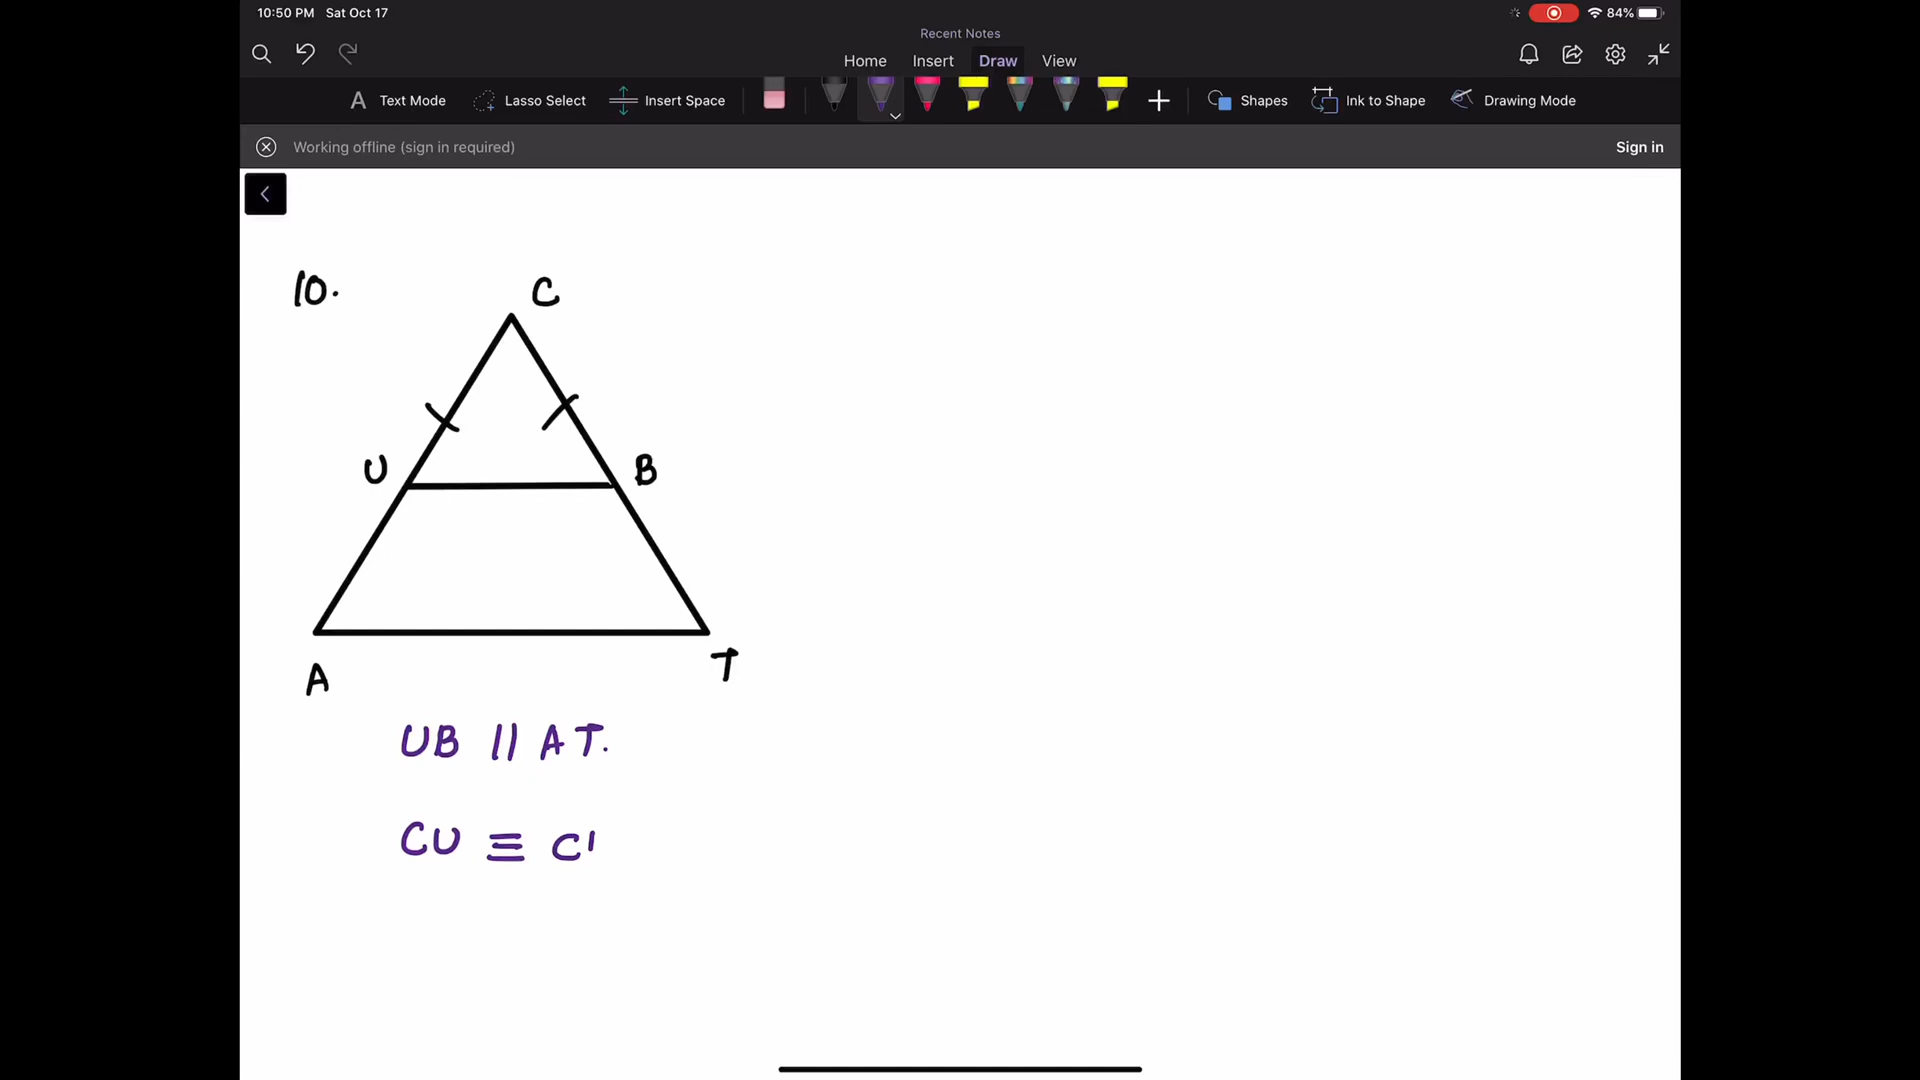 10:50 PM Sat Oct 17
84%
Recent Notes
Home Insert Draw View
Text Mode Lasso Select Insert Space Shapes Ink to Shape Drawing Mode
Working offline (sign in required) Sign in
10.
C
U
B
A
T
UB || AT.
CU ≡ C